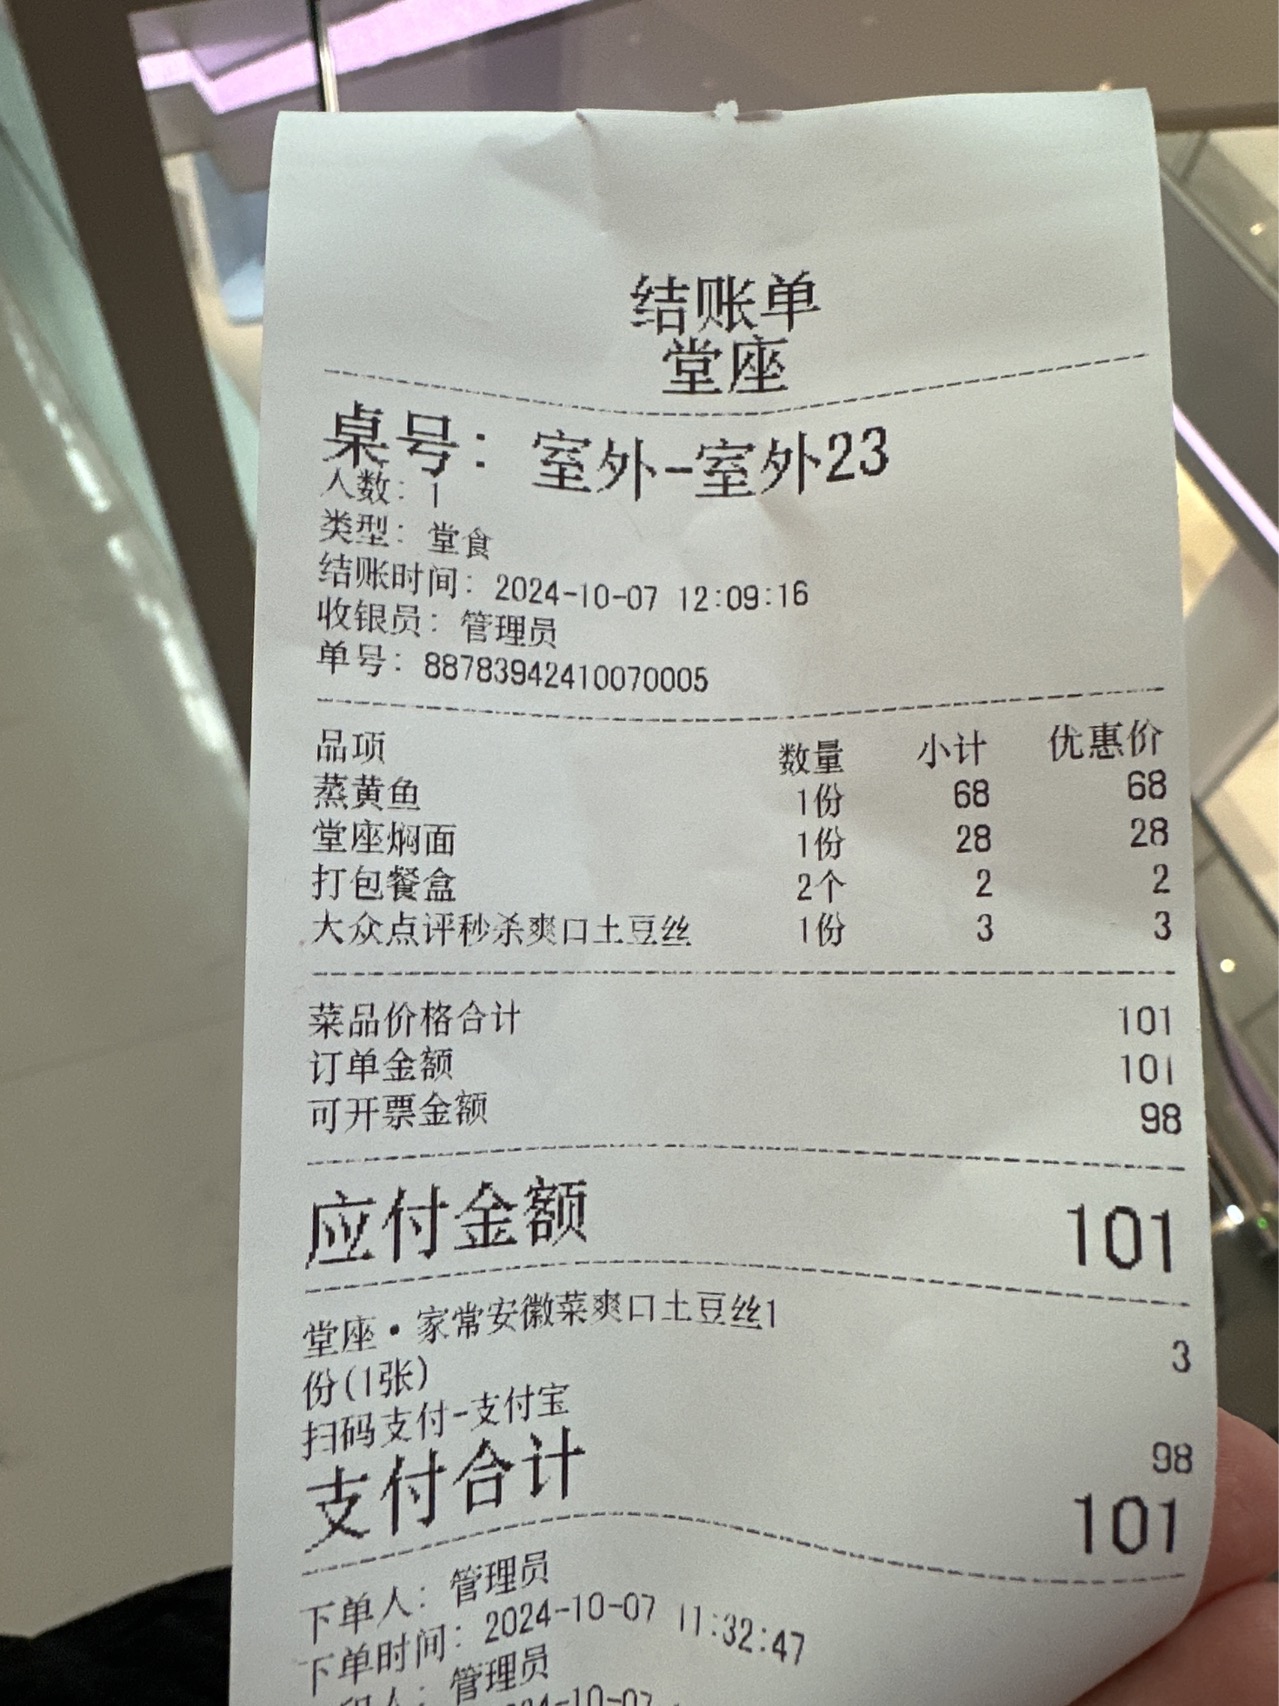 结账单
堂座
桌号：室外-室外23
人数：1
类型：堂食
结账时间：2024-10-07 12:09:16
收银员：管理员
单号：88783942410070005
品项 数量 小计 优惠价
蒸黄鱼 1份 68 68
堂座焖面 1份 28 28
打包餐盒 2个 2 2
大众点评秒杀爽口土豆丝 1份 3 3
菜品价格合计 101
订单金额 101
可开票金额 98
应付金额 101
堂座·家常安徽菜爽口土豆丝1
份(1张) 3
扫码支付-支付宝 98
支付合计 101
下单人：管理员
下单时间：2024-10-07 11:32:47
管理员